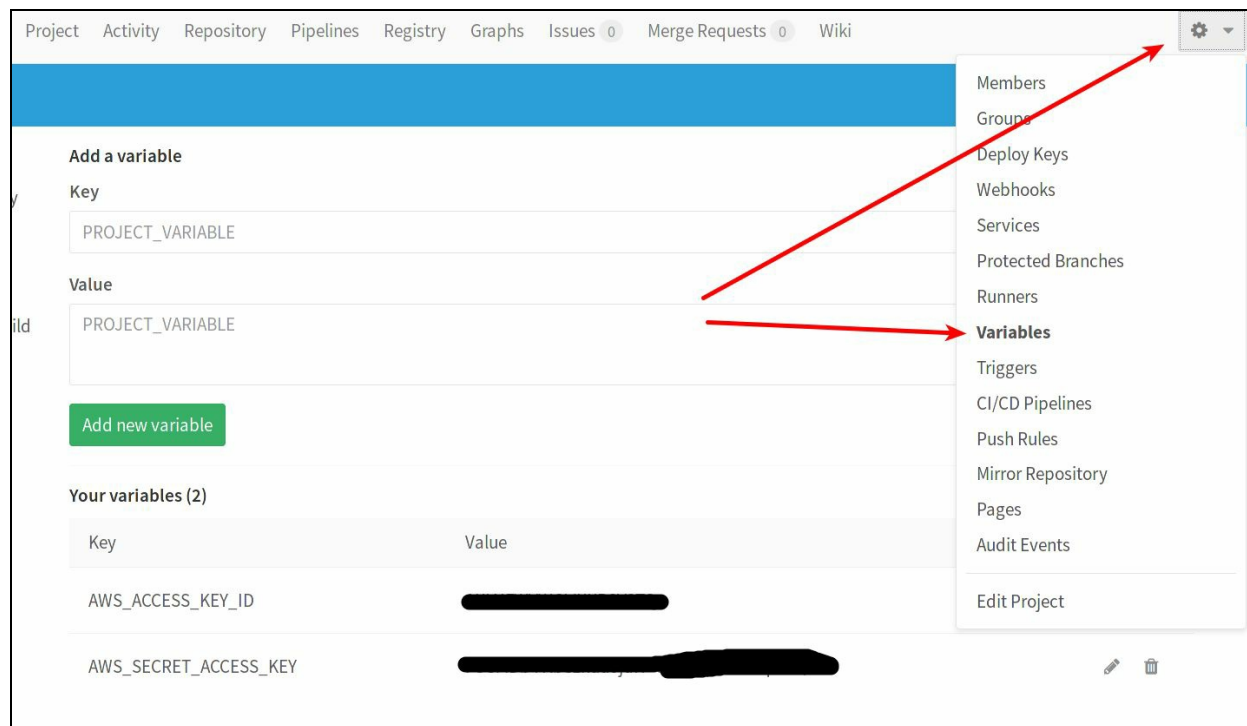 Project Activity Repository Pipelines Registry Graphs Issues 0 Merge Requests 0 Wiki
Members
Groups
Deploy Keys
Webhooks
Services
Protected Branches
Runners
Variables
Triggers
CI/CD Pipelines
Push Rules
Mirror Repository
Pages
Audit Events
Edit Project
Add a variable
Key
PROJECT_VARIABLE
Value
PROJECT_VARIABLE
ild
Add new variable
Your variables (2)
Key Value
AWS_ACCESS_KEY_ID
AWS_SECRET_ACCESS_KEY